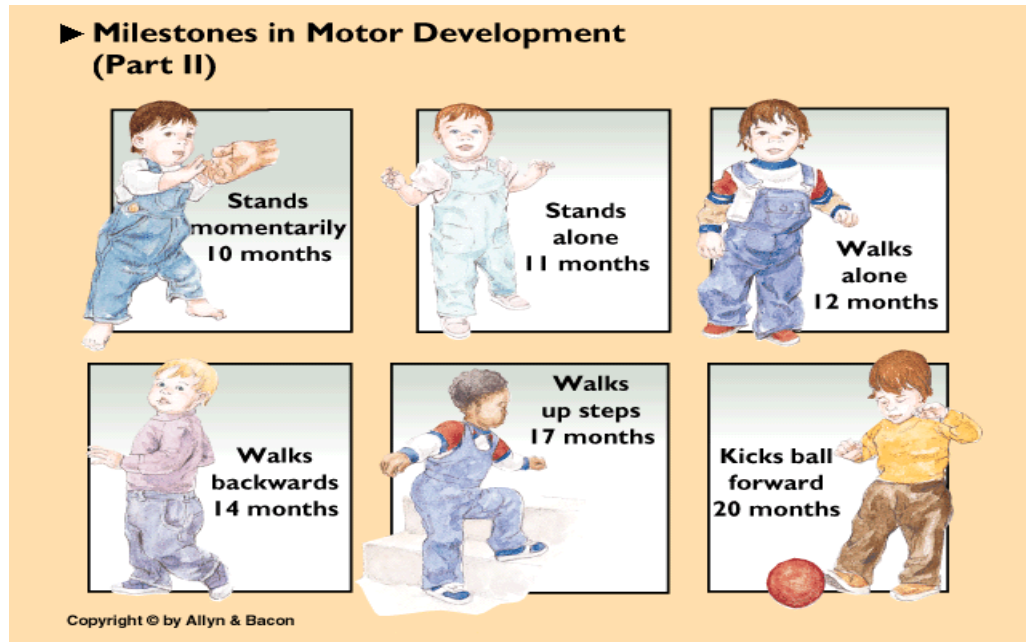 ► Milestones in Motor Development
(Part II)
Stands
momentarily
10 months
Stands
alone
11 months
Walks
alone
12 months
Walks
backwards
14 months
Walks
up steps
17 months
Kicks ball
forward
20 months
Copyright © by Allyn & Bacon